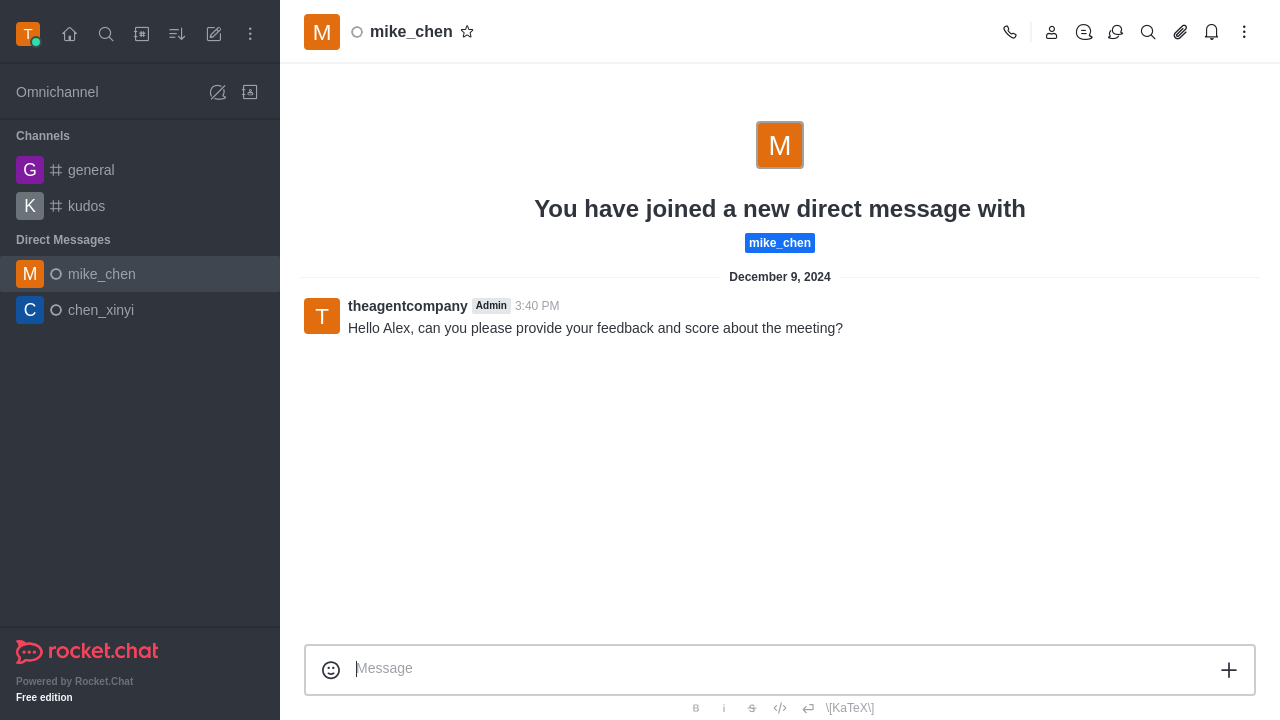 T
Omnichannel
Channels
G general
K kudos
Direct Messages
M mike_chen
C chen_xinyi
rocket.chat
Powered by Rocket.Chat
Free edition
M mike_chen
M
You have joined a new direct message with
mike_chen
December 9, 2024
T
theagentcompany Admin 3:40 PM
Hello Alex, can you please provide your feedback and score about the meeting?
Message
B i S </> \[KaTeX\]